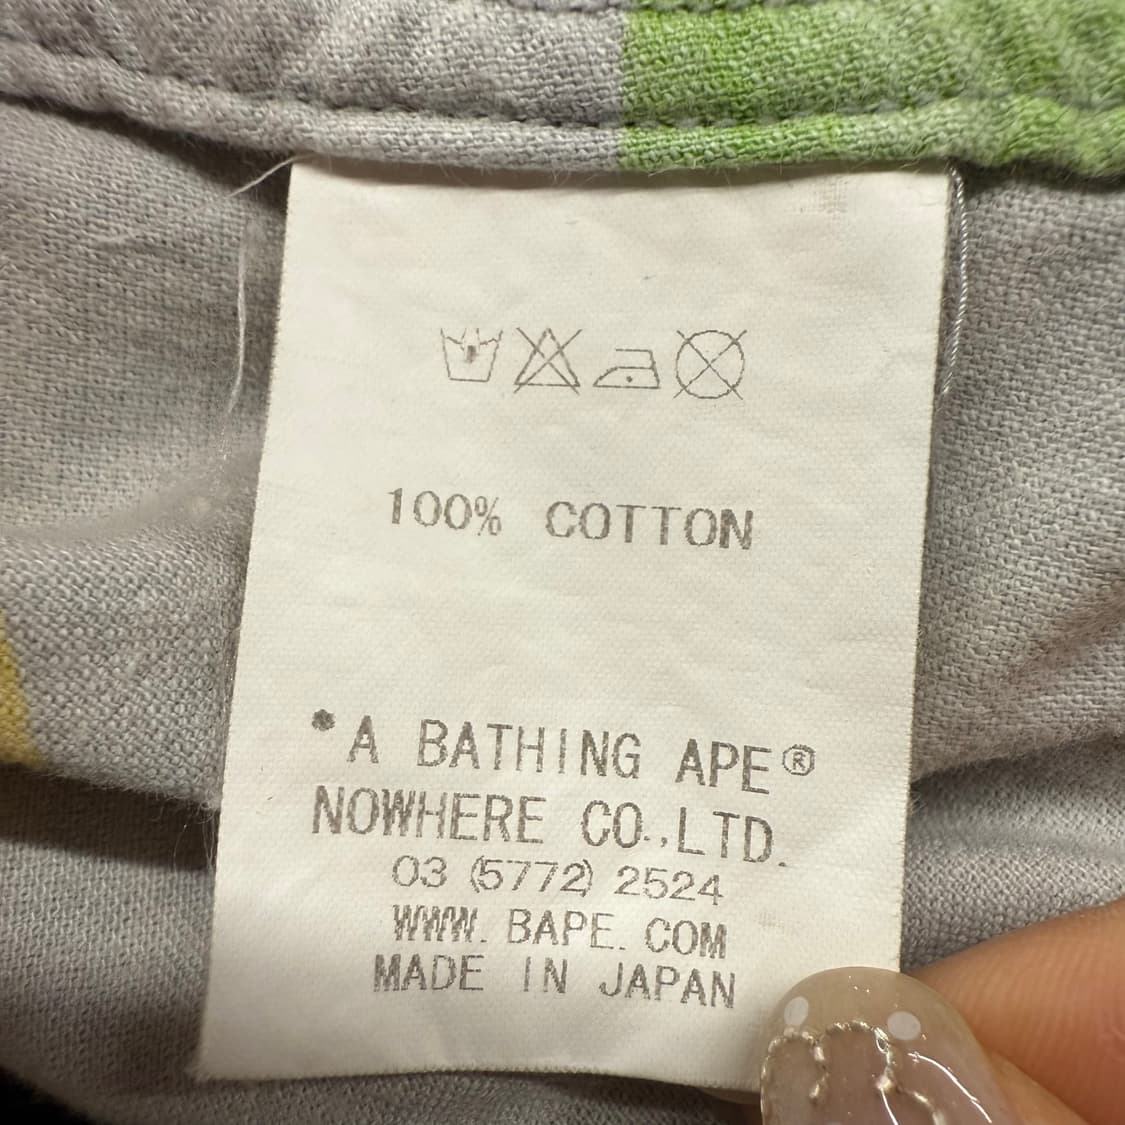 100% COTTON
•A BATHING APE®
NOWHERE CO.,LTD.
03 (5772) 2524
WWW. BAPE. COM
MADE IN JAPAN